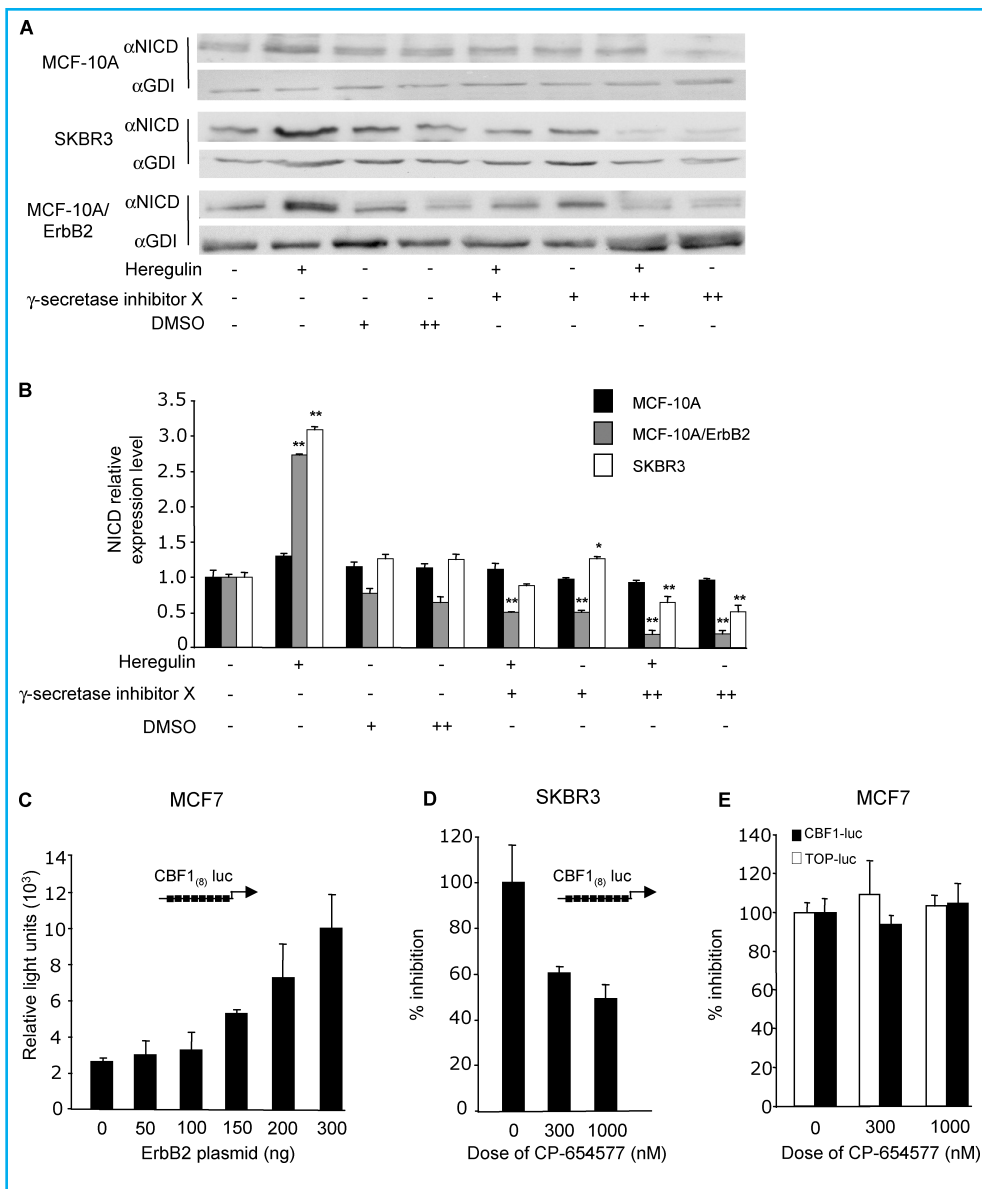 A
MCF-10A
αNICD
αGDI
SKBR3
αNICD
αGDI
MCF-10A/
ErbB2
αNICD
αGDI
Heregulin - + - - + - + -
γ-secretase inhibitor X - - - - + + ++ ++
DMSO - - + ++ - - - -
B
NICD relative
expression level
3.5
3.0
2.5
2.0
1.5
1.0
0.5
0
** ** ** ** * ** ** ** **
MCF-10A
MCF-10A/ErbB2
SKBR3
Heregulin - + - - + - + -
γ-secretase inhibitor X - - - - + + ++ ++
DMSO - - + ++ - - - -
C
MCF7
Relative light units (10³)
14
12
10
8
6
4
2
0
CBF1(8) luc
0 50 100 150 200 300
ErbB2 plasmid (ng)
D
SKBR3
% inhibition
120
100
80
60
40
20
0
CBF1(8) luc
0 300 1000
Dose of CP-654577 (nM)
E
MCF7
% inhibition
140
120
100
80
60
40
20
0
CBF1-luc
TOP-luc
0 300 1000
Dose of CP-654577 (nM)